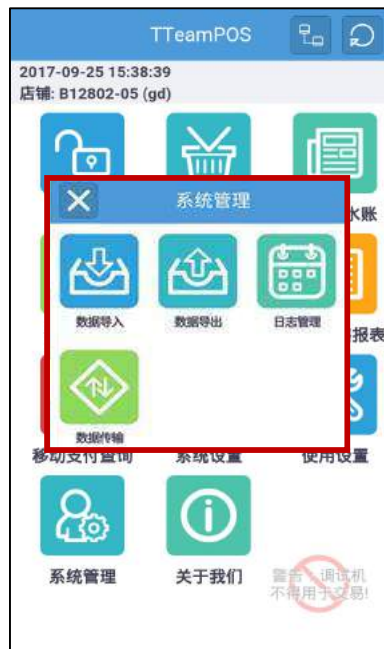 TTeamPOS
2017-09-25 15:38:39
店铺: B12802-05 (gd)
水账
系统管理
数据导入 数据导出 日志管理
报表
数据传输
移动支付查询 系统设置 使用设置
系统管理 关于我们
警告：调试机
不得用于交易!